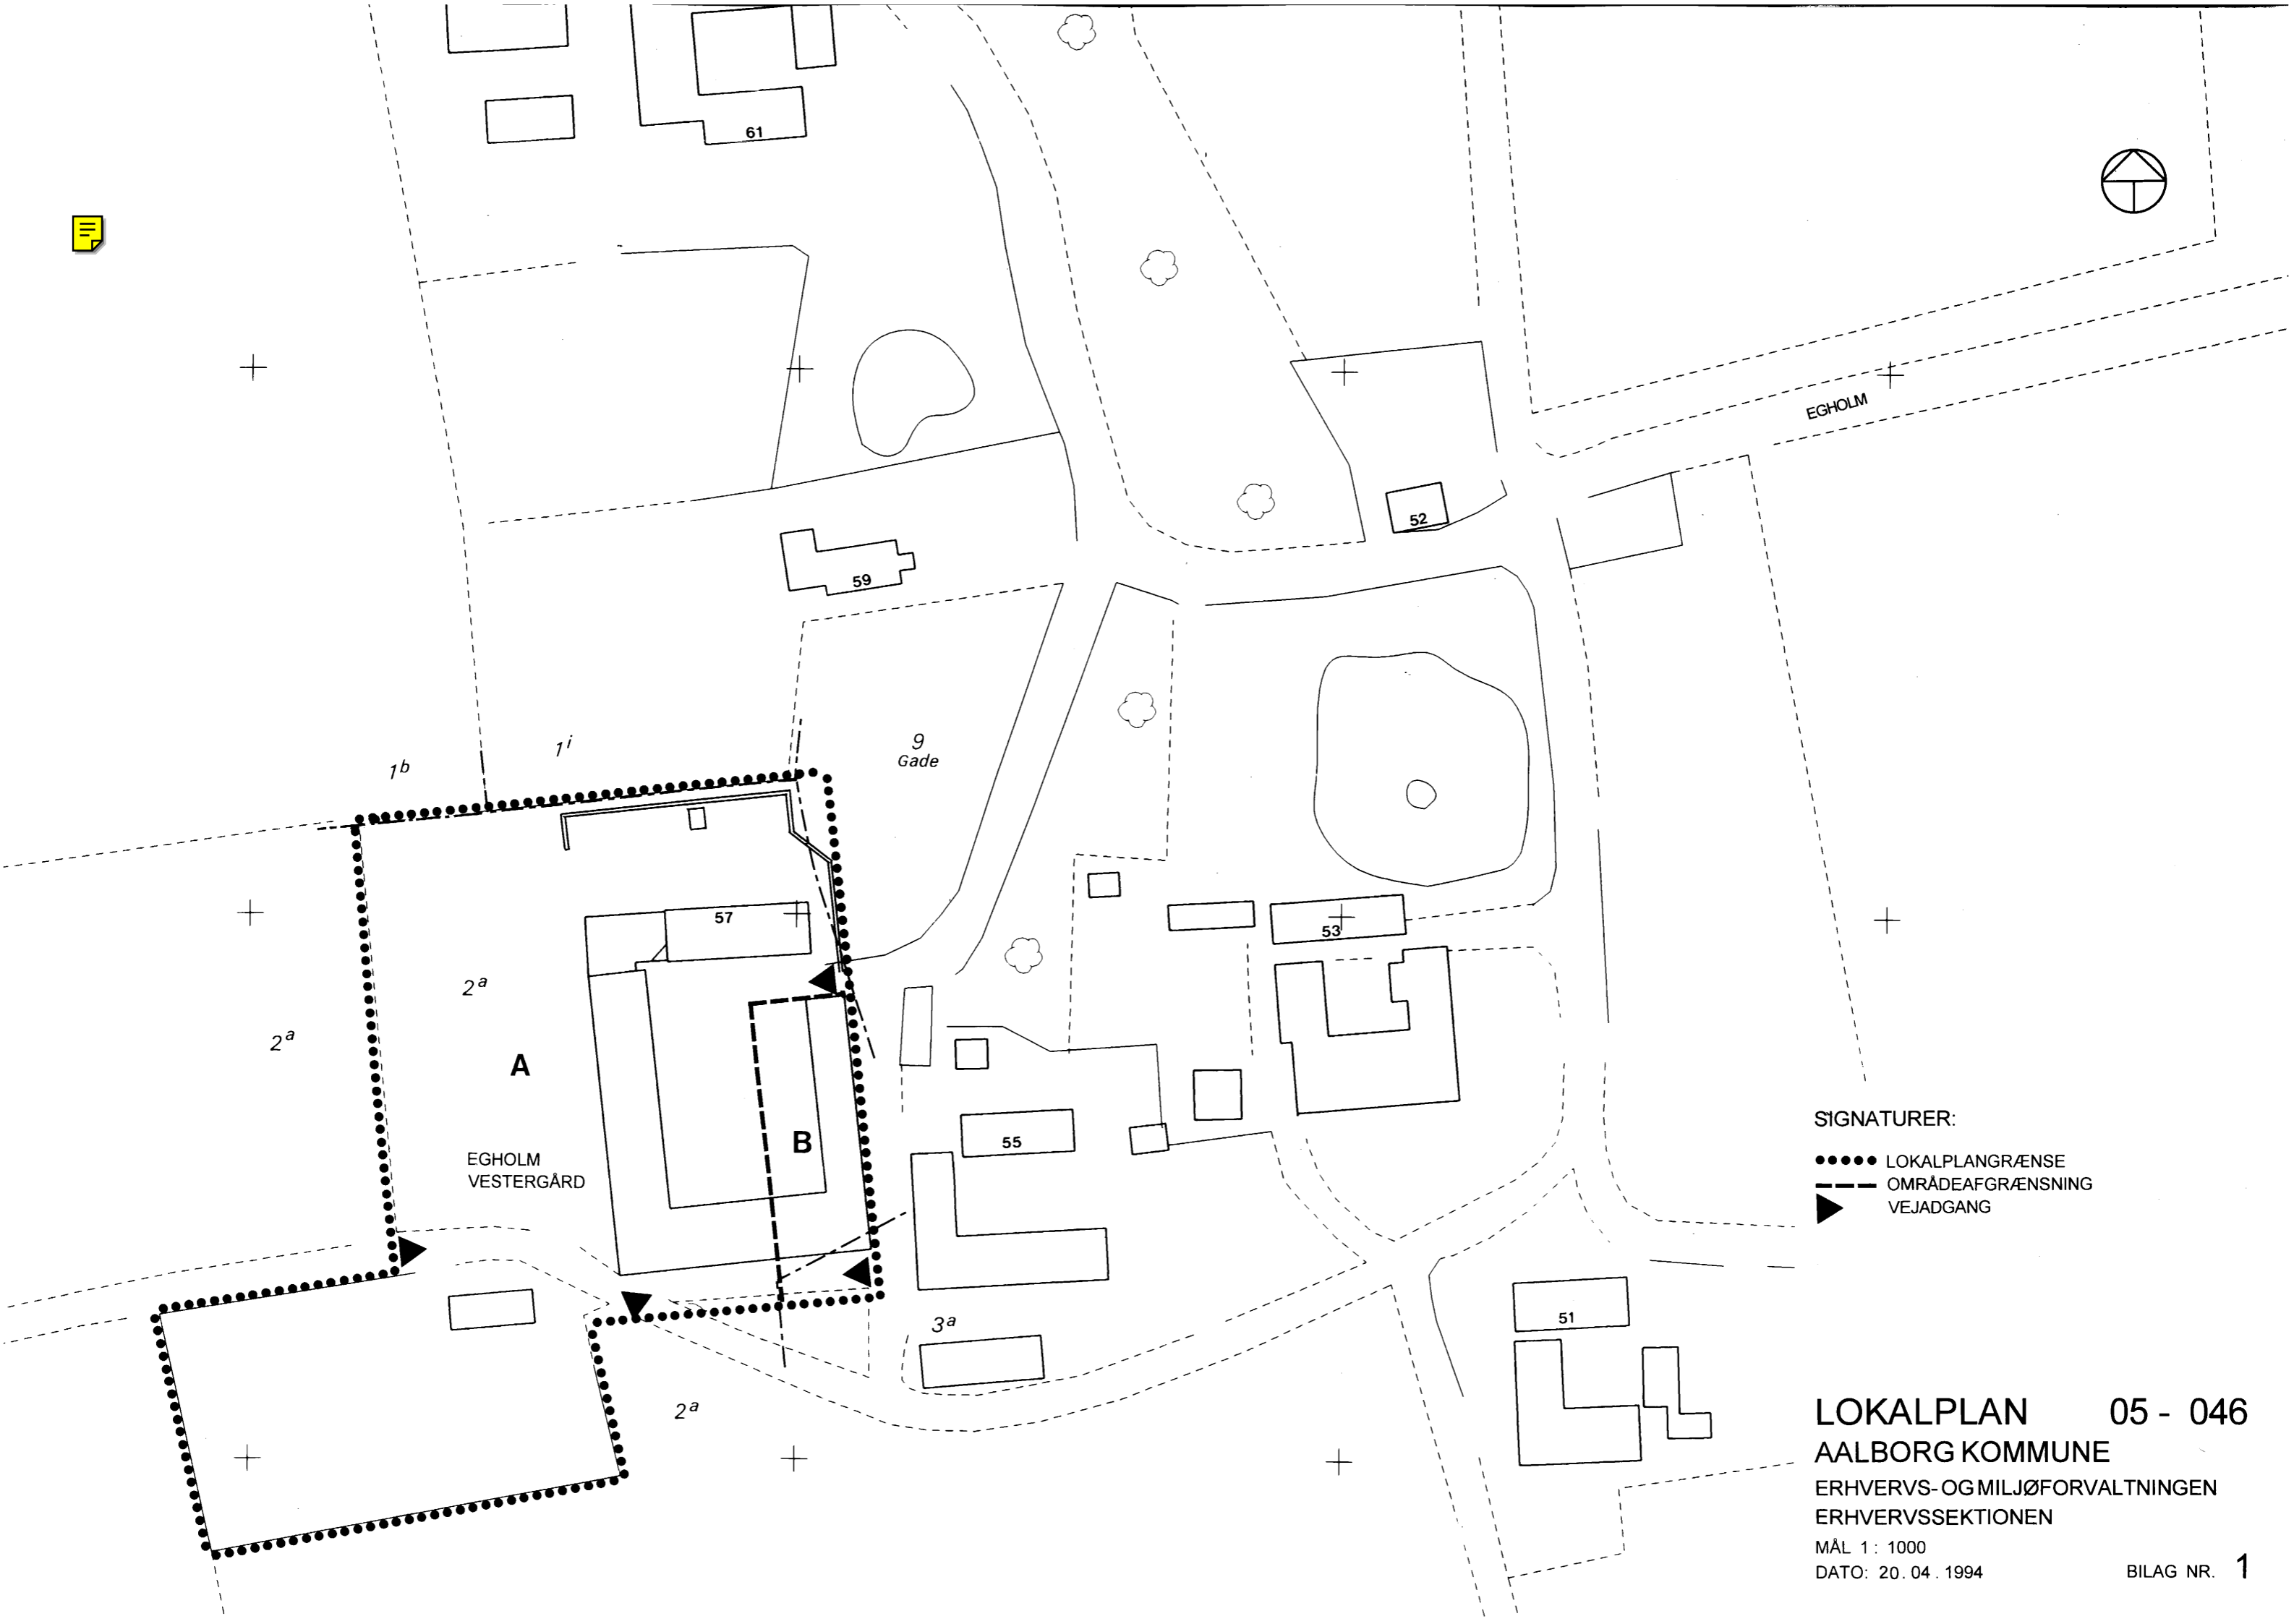 61
EGHOLM
52
59
9
Gade
1ⁱ
1ᵇ
57
53
2ᵃ
2ᵃ
A
B
55
EGHOLM
VESTERGÅRD
3ᵃ
51
2ᵃ
SIGNATURER:
LOKALPLANGRÆNSE
OMRÅDEAFGRÆNSNING
VEJADGANG
LOKALPLAN 05 - 046
AALBORG KOMMUNE
ERHVERVS- OG MILJØFORVALTNINGEN
ERHVERVSSEKTIONEN
MÅL 1 : 1000
DATO: 20. 04. 1994 BILAG NR. 1